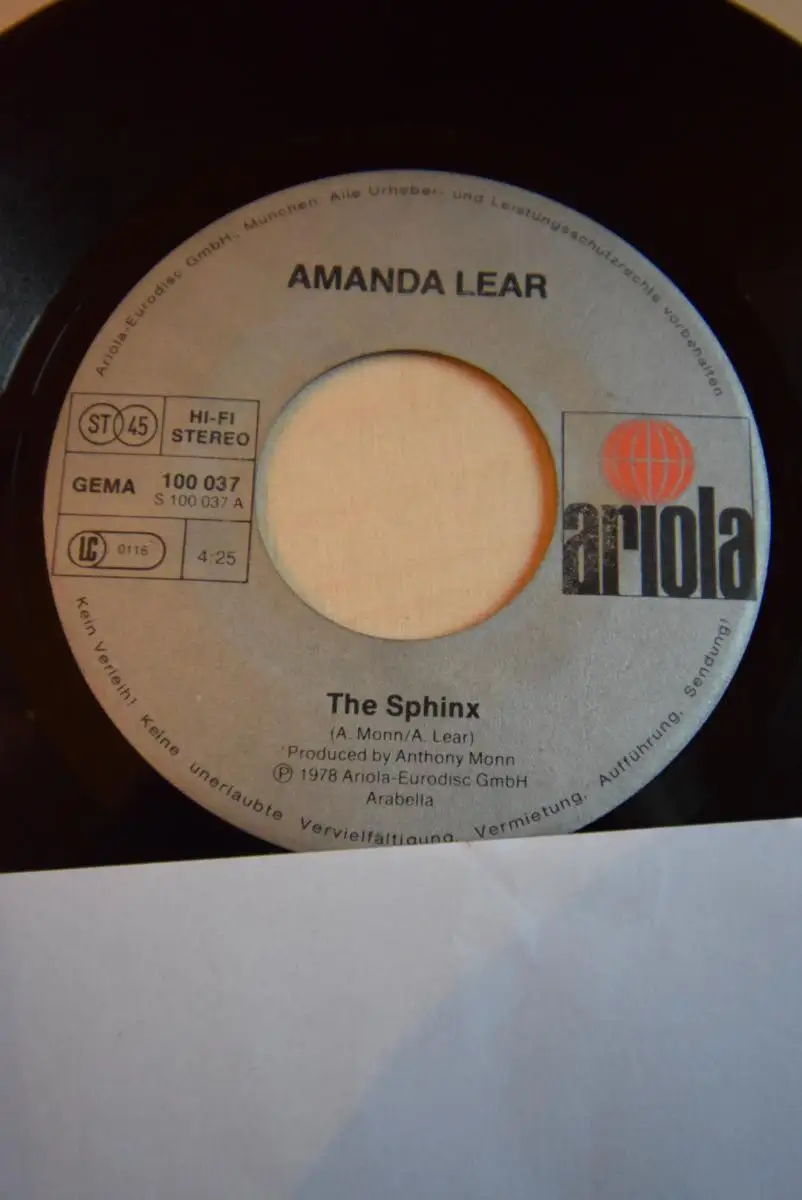 Ariola-Eurodisc GmbH., München. Alle Urheber- und Leistungsschutzrechte vorbehalten
AMANDA LEAR
ST 45
HI-FI
STEREO
GEMA
100 037
S 100 037 A
LC 0116
4:25
ariola
The Sphinx
(A. Monn/A. Lear)
Produced by Anthony Monn
Ⓟ 1978 Ariola-Eurodisc GmbH
Arabella
Kein Verleih! Keine unerlaubte Vervielfältigung, Vermietung, Aufführung, Sendung!